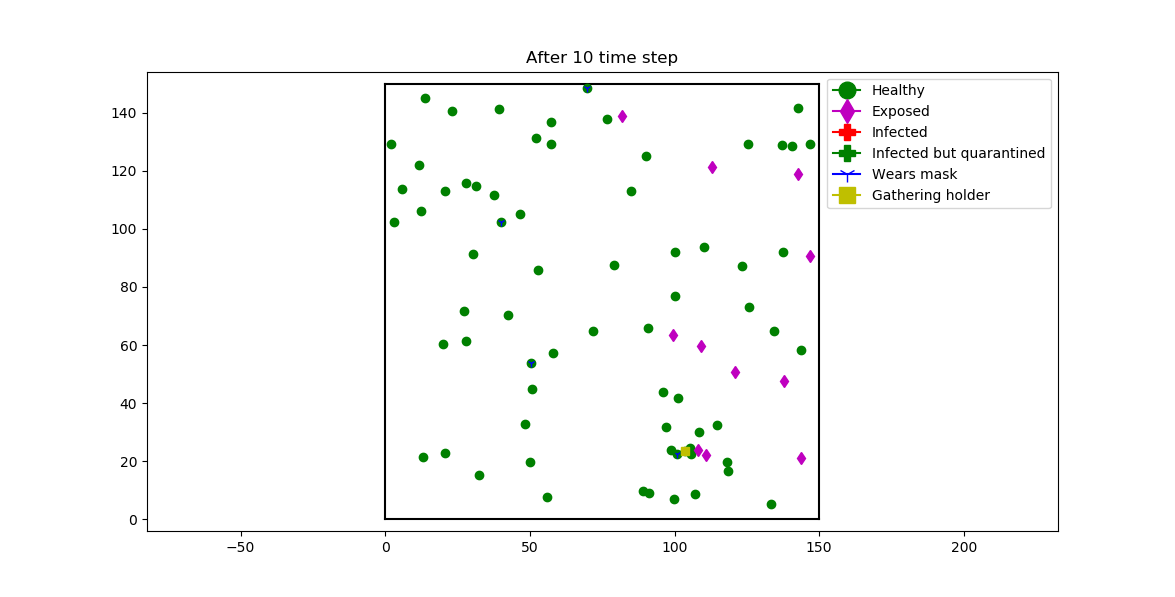 After 10 time step
140
120
100
80
60
40
20
0
−50
0
50
100
150
200
Healthy
Exposed
Infected
Infected but quarantined
Wears mask
Gathering holder